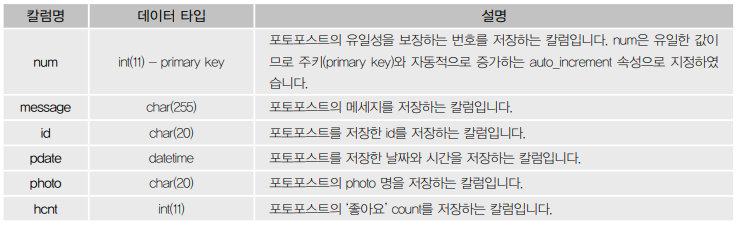 칼럼명 데이터 타입 설명
num int(11) – primary key 포토포스트의 유일성을 보장하는 번호를 저장하는 칼럼입니다. num은 유일한 값이
므로 주키(primary key)와 자동적으로 증가하는 auto_increment 속성으로 지정하였
습니다.
message char(255) 포토포스트의 메세지를 저장하는 칼럼입니다.
id char(20) 포토포스트를 저장한 id를 저장하는 칼럼입니다.
pdate datetime 포토포스트를 저장한 날짜와 시간을 저장하는 칼럼입니다.
photo char(20) 포토포스트의 photo 명을 저장하는 칼럼입니다.
hcnt int(11) 포토포스트의 ‘좋아요’ count를 저장하는 칼럼입니다.